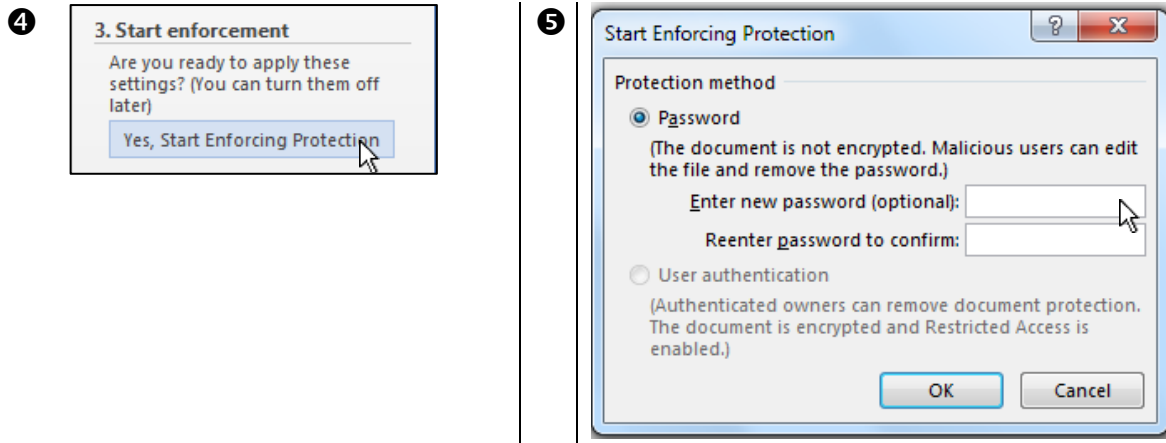 ❹
3. Start enforcement
Are you ready to apply these
settings? (You can turn them off
later)
Yes, Start Enforcing Protection
❺
Start Enforcing Protection
?
X
Protection method
Password
(The document is not encrypted. Malicious users can edit
the file and remove the password.)
Enter new password (optional):
Reenter password to confirm:
User authentication
(Authenticated owners can remove document protection.
The document is encrypted and Restricted Access is
enabled.)
OK
Cancel